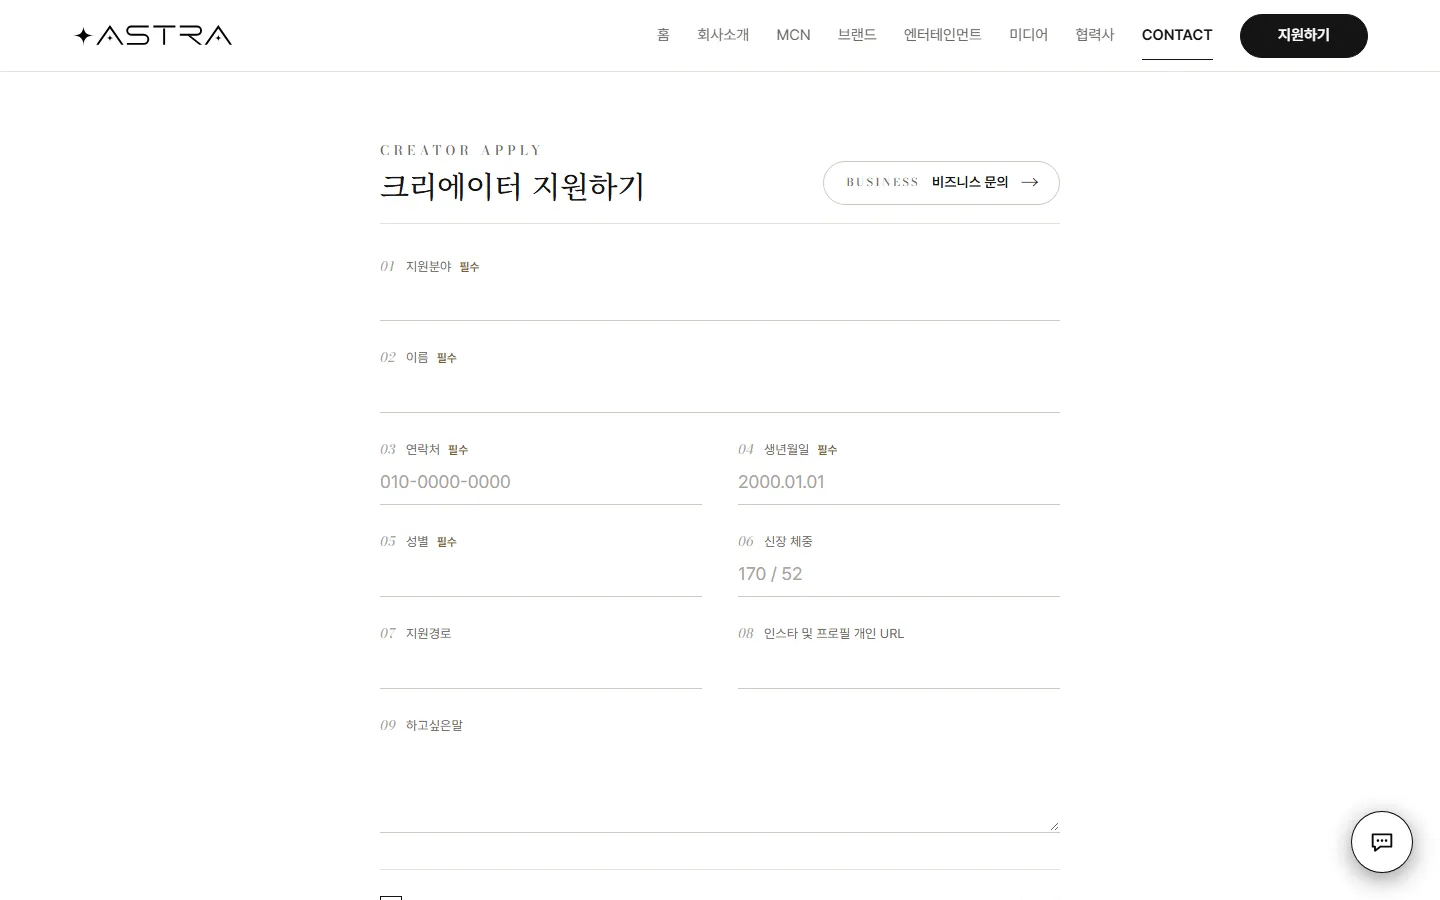 ASTRA
홈 회사소개 MCN 브랜드 엔터테인먼트 미디어 협력사 CONTACT 지원하기
CREATOR APPLY
크리에이터 지원하기
BUSINESS 비즈니스 문의 →
01 지원분야 필수
02 이름 필수
03 연락처 필수
010-0000-0000
04 생년월일 필수
2000.01.01
05 성별 필수
06 신장 체중
170 / 52
07 지원경로
08 인스타 및 프로필 개인 URL
09 하고싶은말